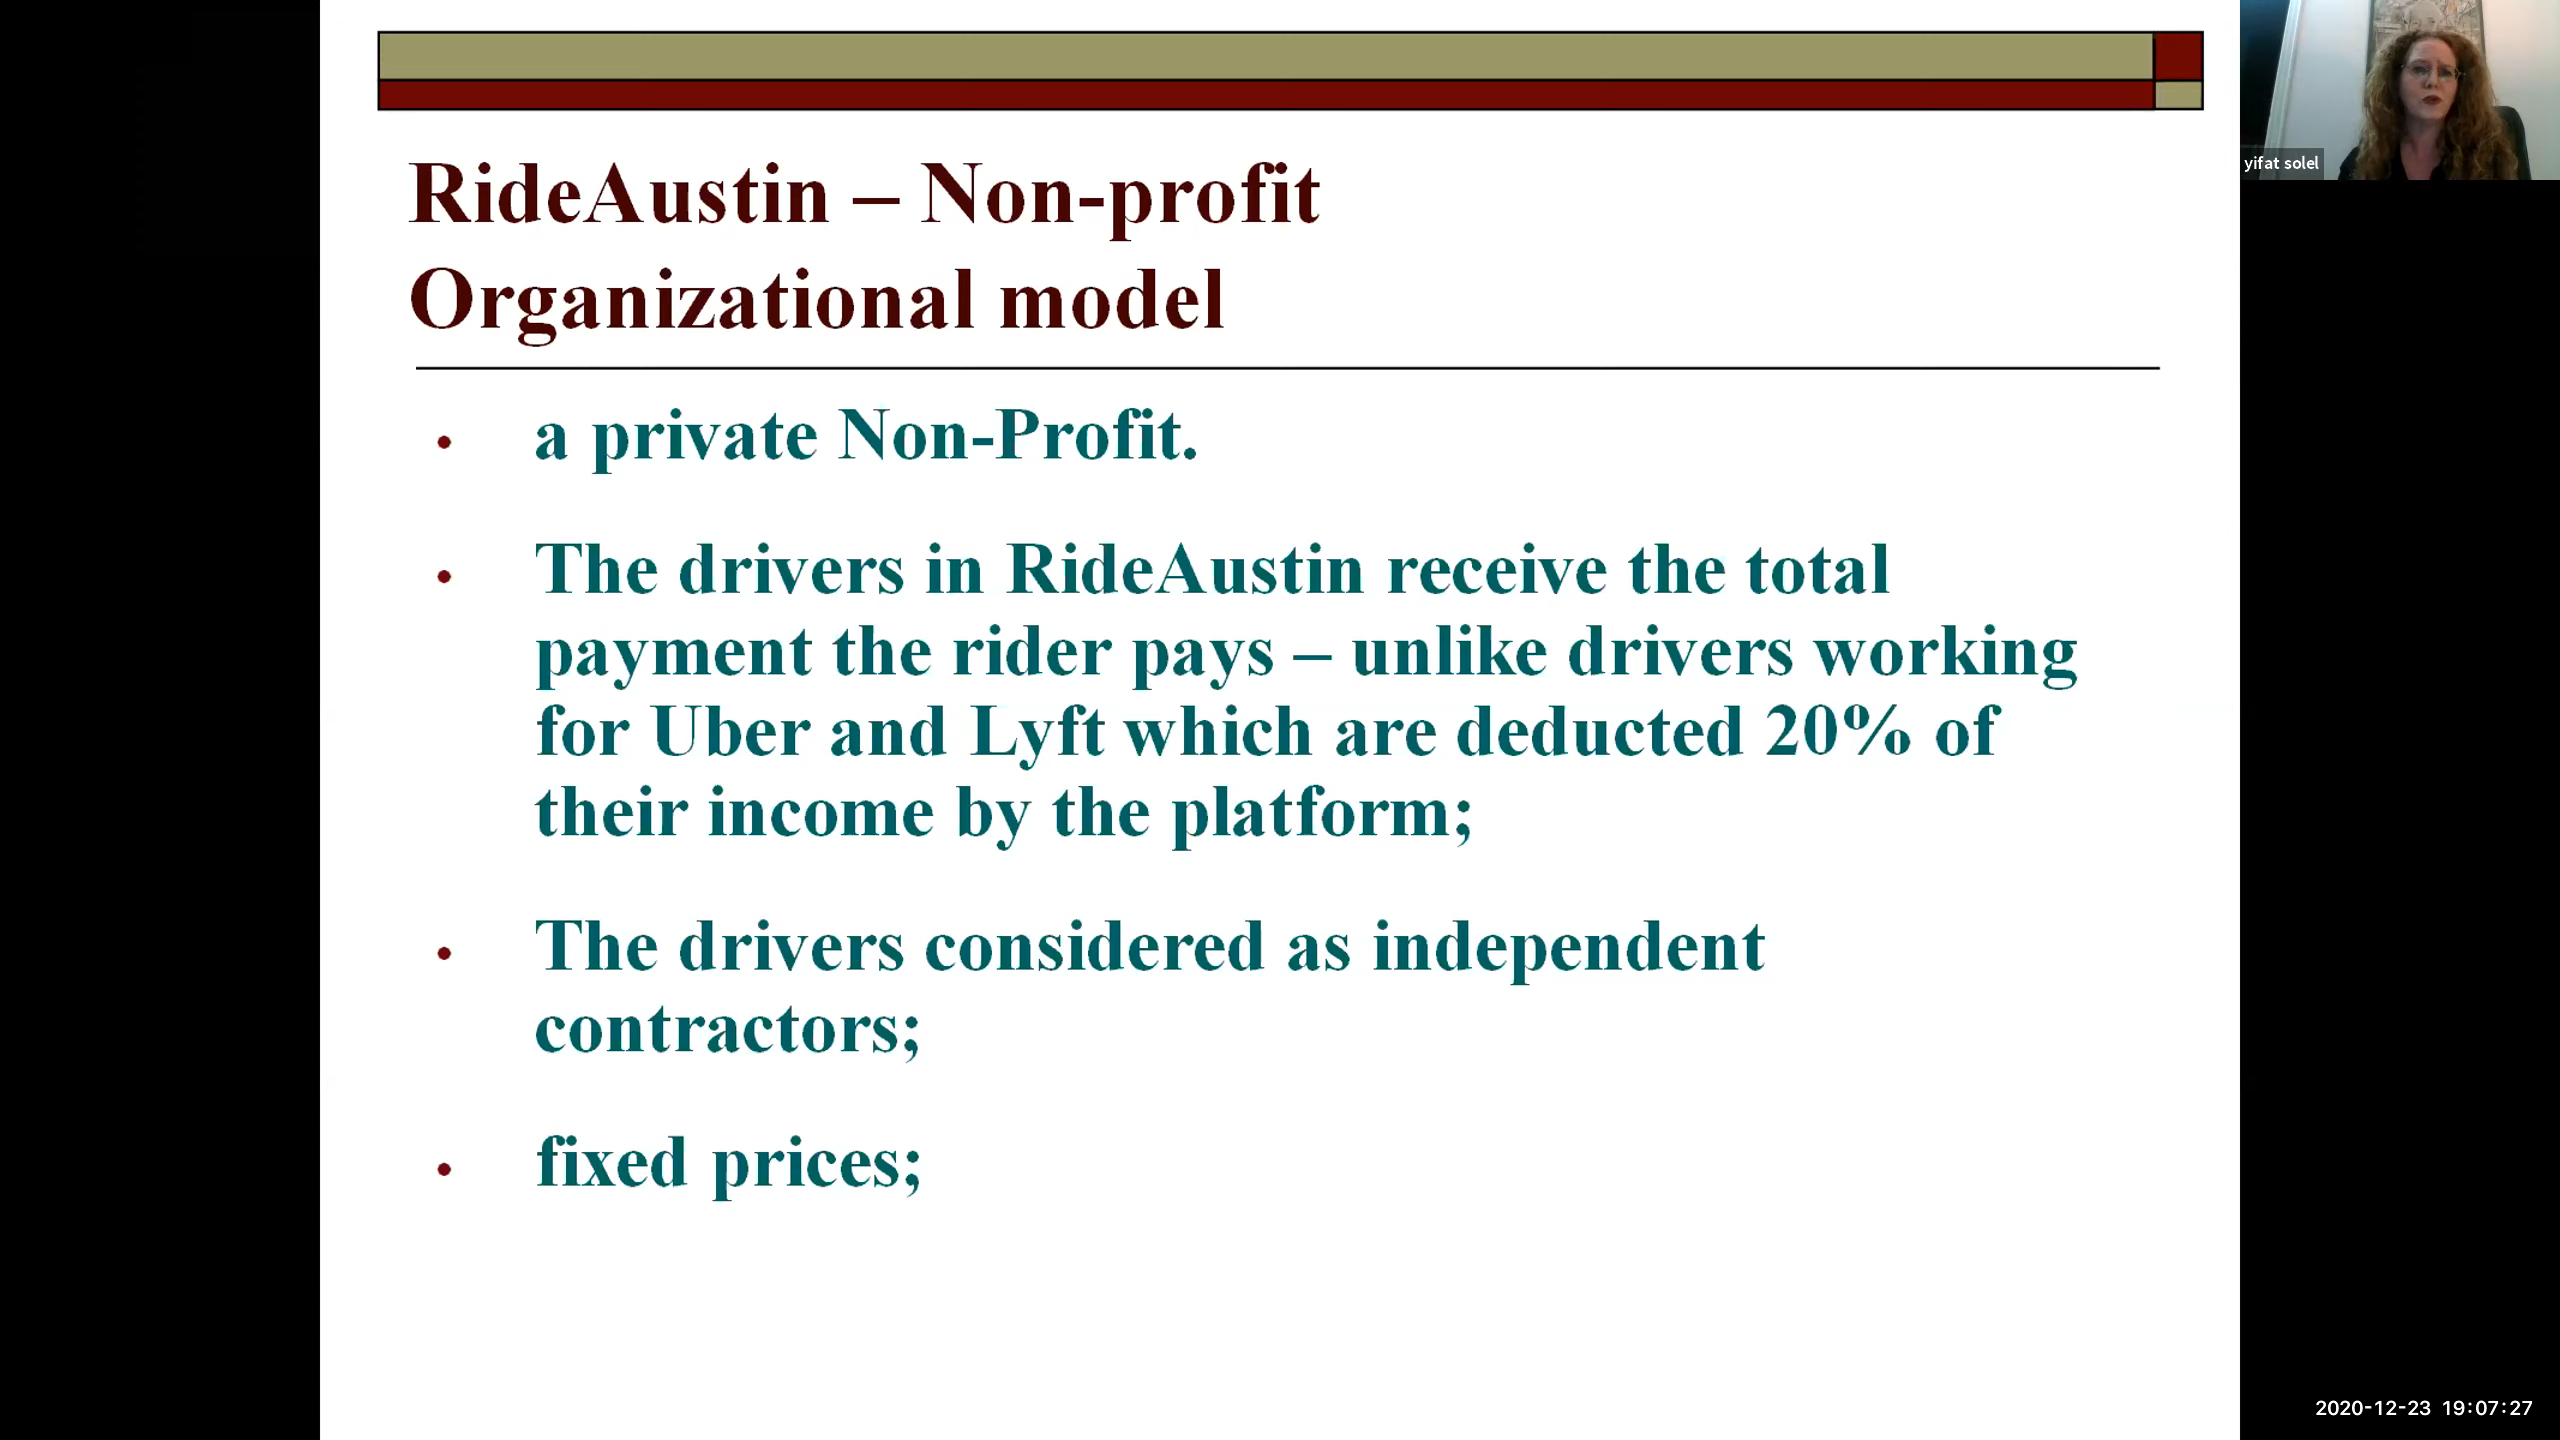 RideAustin – Non-profit
Organizational model
• a private Non-Profit.
• The drivers in RideAustin receive the total
payment the rider pays – unlike drivers working
for Uber and Lyft which are deducted 20% of
their income by the platform;
• The drivers considered as independent
contractors;
• fixed prices;
yifat solel
2020-12-23 19:07:27